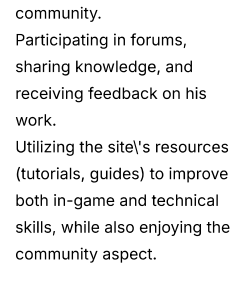 community.
Participating in forums,
sharing knowledge, and
receiving feedback on his
work.
Utilizing the site\'s resources
(tutorials, guides) to improve
both in-game and technical
skills, while also enjoying the
community aspect.